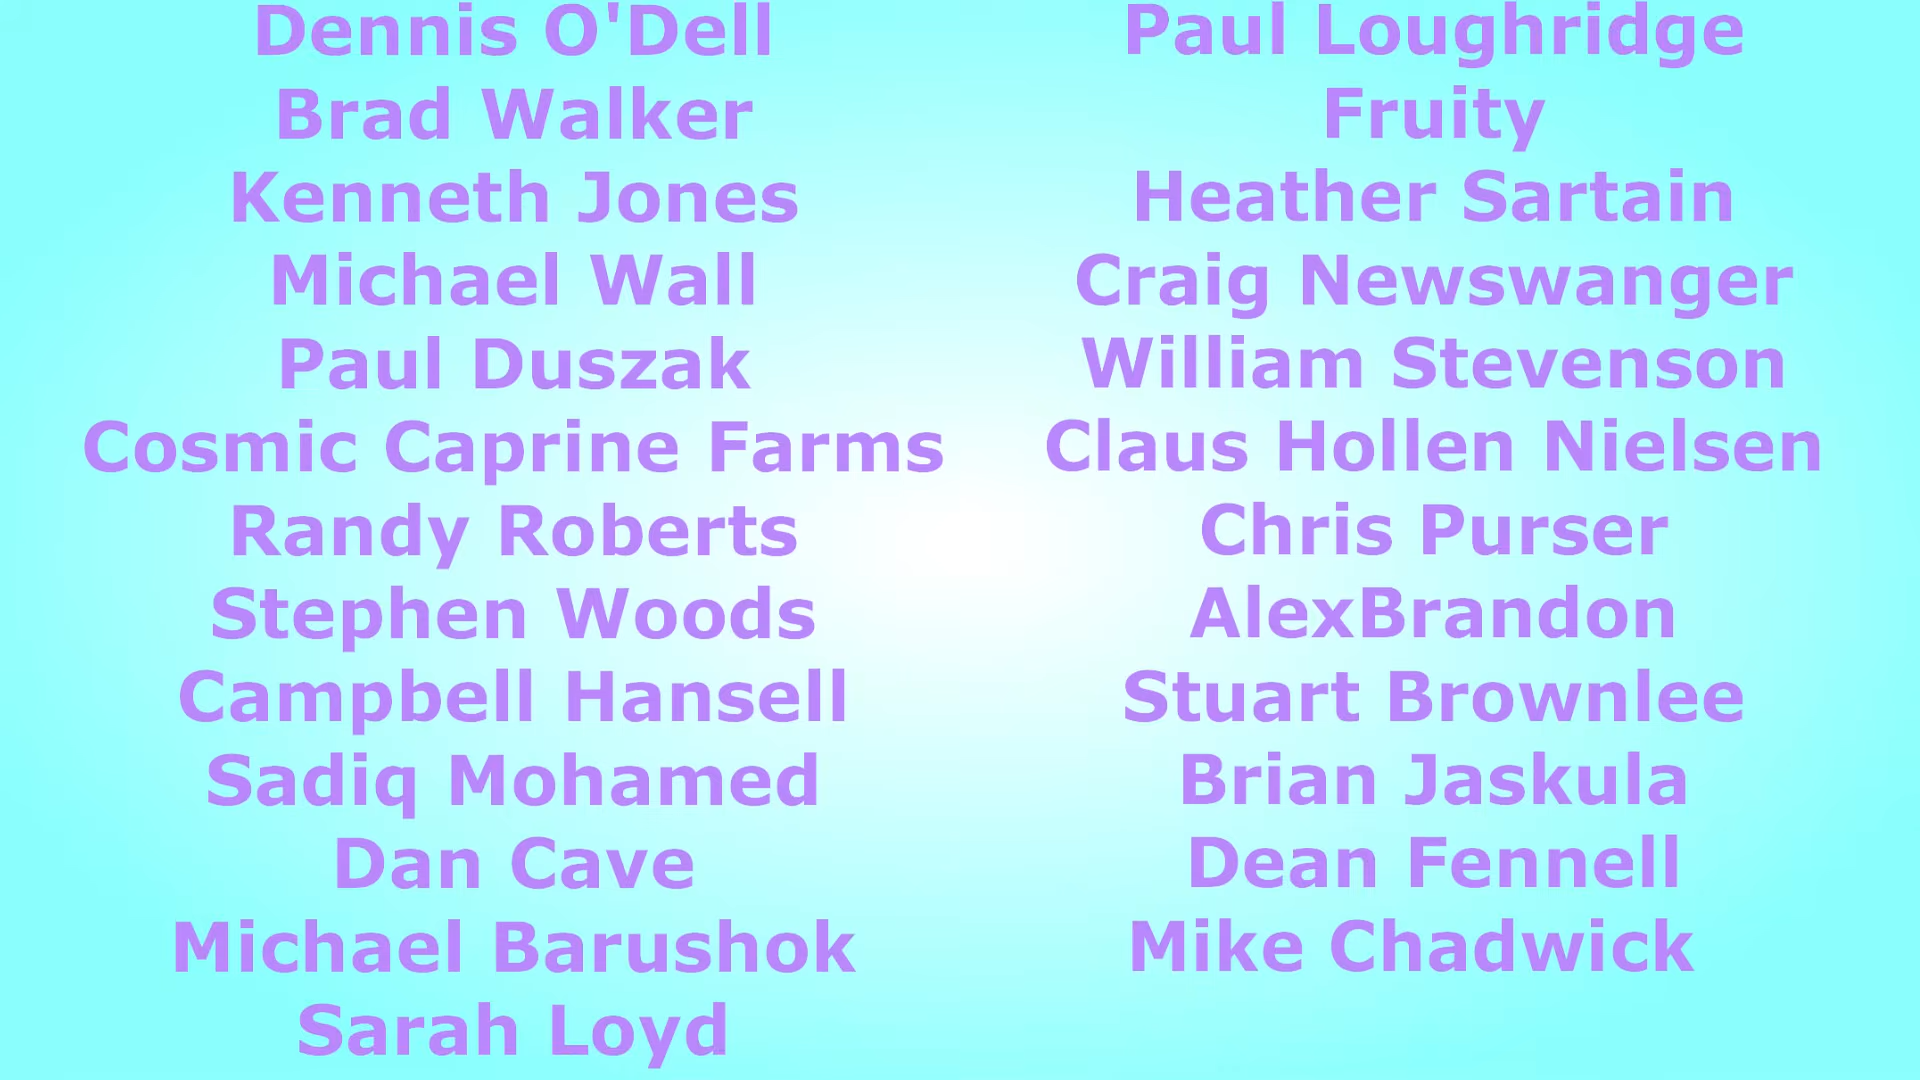 Dennis O'Dell
Brad Walker
Kenneth Jones
Michael Wall
Paul Duszak
Cosmic Caprine Farms
Randy Roberts
Stephen Woods
Campbell Hansell
Sadiq Mohamed
Dan Cave
Michael Barushok
Sarah Loyd
Paul Loughridge
Fruity
Heather Sartain
Craig Newswanger
William Stevenson
Claus Hollen Nielsen
Chris Purser
AlexBrandon
Stuart Brownlee
Brian Jaskula
Dean Fennell
Mike Chadwick